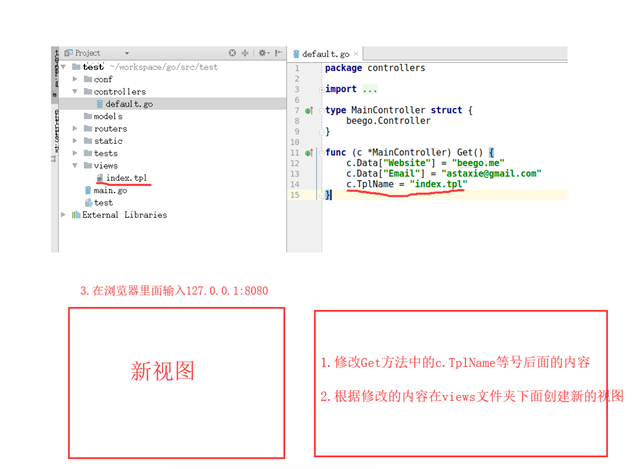 Project
test ~/workspace/go/src/test
conf
controllers
default.go
models
routers
static
tests
views
index.tpl
main.go
test
External Libraries
default.go
1 package controllers
2
3 import ...
6
7 type MainController struct {
8 beego.Controller
9 }
10
11 func (c *MainController) Get() {
12 c.Data["Website"] = "beego.me"
13 c.Data["Email"] = "astaxie@gmail.com"
14 c.TplName = "index.tpl"
15 }
3.在浏览器里面输入127.0.0.1:8080
新视图
1.修改Get方法中的c.TplName等号后面的内容
2.根据修改的内容在views文件夹下面创建新的视图